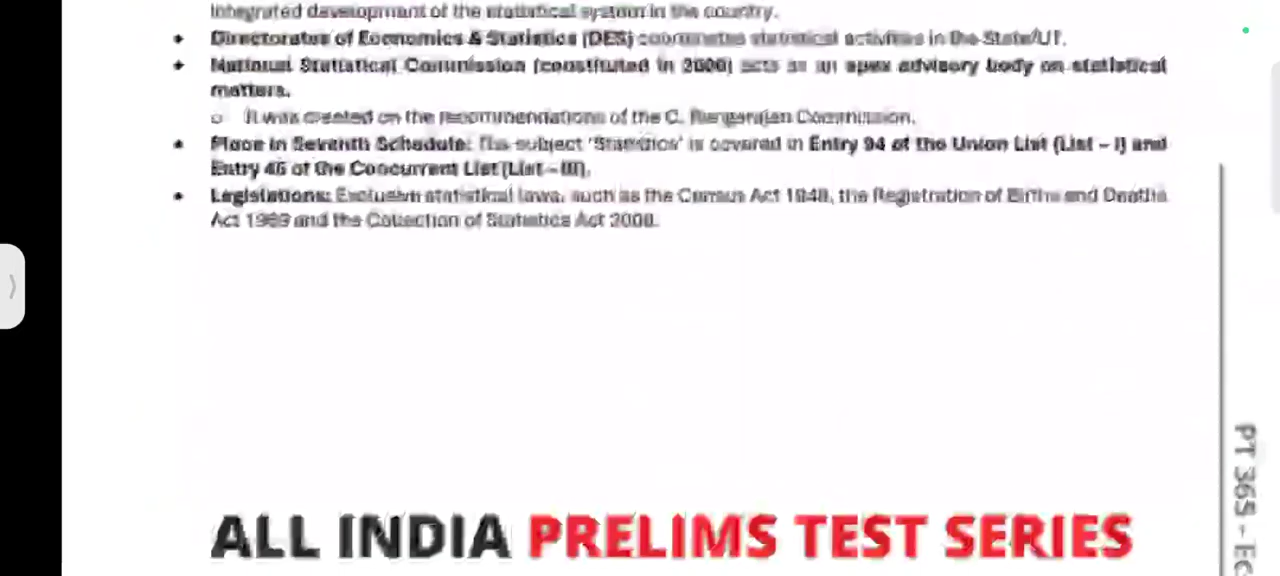 integrated development of the statistical system in the country.
• Directorates of Economics & Statistics (DES) coordinates statistical activities in the State/UT.
• National Statistical Commission (constituted in 2006) acts as an apex advisory body on statistical
matters.
o It was created on the recommendations of the C. Rangarajan Commission.
• Place in Seventh Schedule: The subject 'Statistics' is covered in Entry 94 of the Union List (List – I) and
Entry 45 of the Concurrent List (List – III).
• Legislations: Exclusive statistical laws, such as the Census Act 1948, the Registration of Births and Deaths
Act 1969 and the Collection of Statistics Act 2008.
ALL INDIA PRELIMS TEST SERIES
PT 365 - Ec